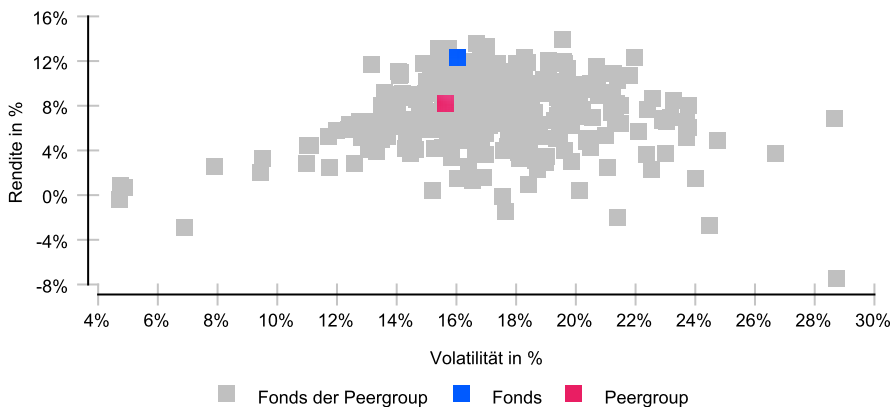 16%
12%
8%
4%
0%
-4%
-8%
Rendite in %
4% 6% 8% 10% 12% 14% 16% 18% 20% 22% 24% 26% 28% 30%
Volatilität in %
Fonds der Peergroup Fonds Peergroup